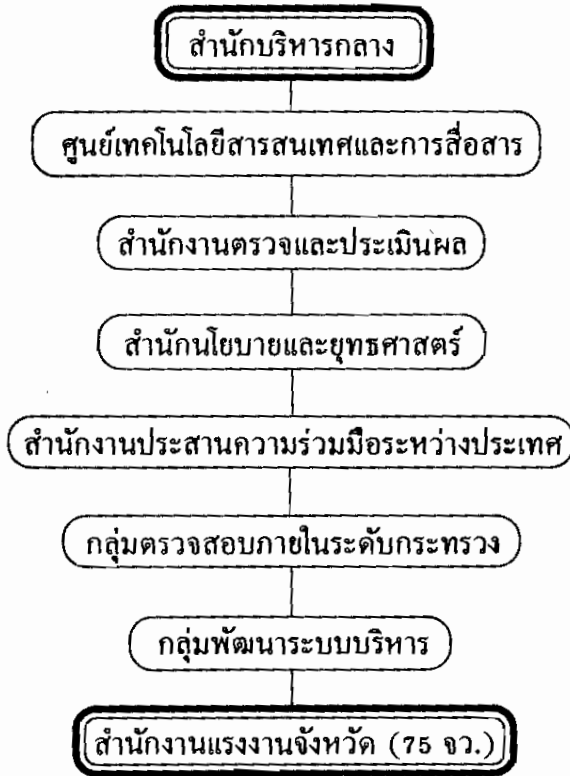 สำนักบริหารกลาง
ศูนย์เทคโนโลยีสารสนเทศและการสื่อสาร
สำนักงานตรวจและประเมินผล
สำนักนโยบายและยุทธศาสตร์
สำนักงานประสานความร่วมมือระหว่างประเทศ
กลุ่มตรวจสอบภายในระดับกระทรวง
กลุ่มพัฒนาระบบบริหาร
สำนักงานแรงงานจังหวัด (75 จว.)